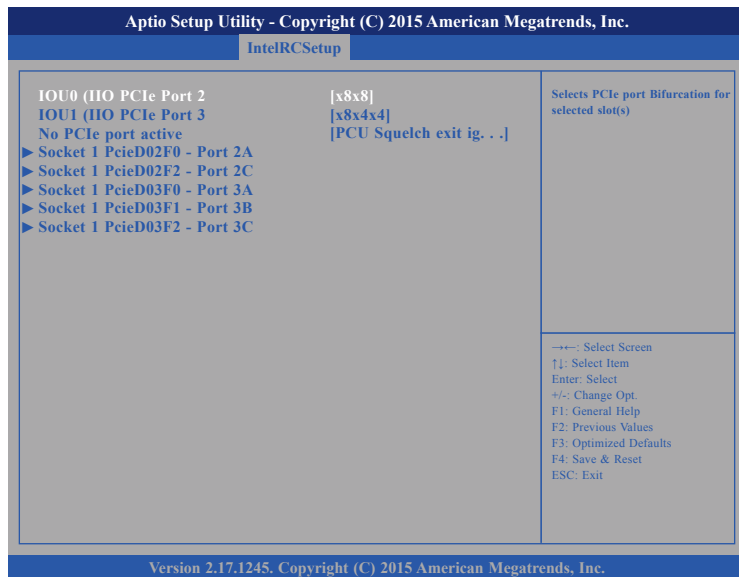 Aptio Setup Utility - Copyright (C) 2015 American Megatrends, Inc.
IntelRCSetup
IOU0 (IIO PCIe Port 2 [x8x8]
IOU1 (IIO PCIe Port 3 [x8x4x4]
No PCIe port active [PCU Squelch exit ig. . .]
▶ Socket 1 PcieD02F0 - Port 2A
▶ Socket 1 PcieD02F2 - Port 2C
▶ Socket 1 PcieD03F0 - Port 3A
▶ Socket 1 PcieD03F1 - Port 3B
▶ Socket 1 PcieD03F2 - Port 3C
Selects PCIe port Bifurcation for
selected slot(s)
→←: Select Screen
↑↓: Select Item
Enter: Select
+/-: Change Opt.
F1: General Help
F2: Previous Values
F3: Optimized Defaults
F4: Save & Reset
ESC: Exit
Version 2.17.1245. Copyright (C) 2015 American Megatrends, Inc.